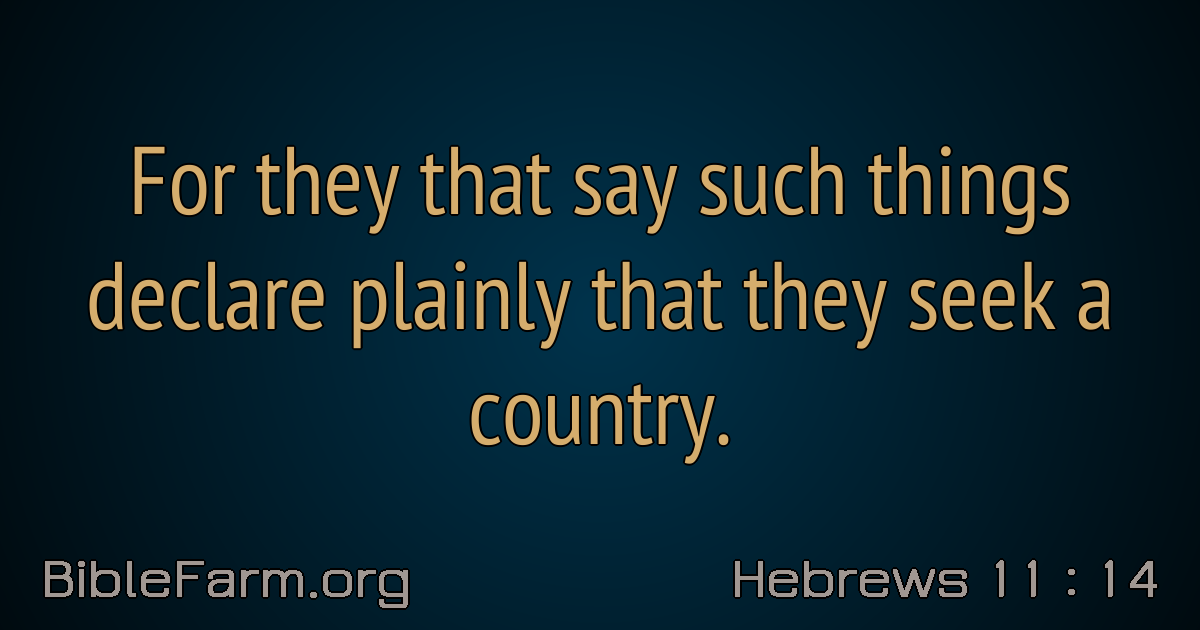 For they that say such things
declare plainly that they seek a
country.
BibleFarm.org
Hebrews 11 : 14